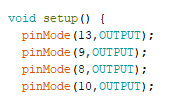 void setup() {
pinMode(13,OUTPUT);
pinMode(9,OUTPUT);
pinMode(8,OUTPUT);
pinMode(10,OUTPUT);